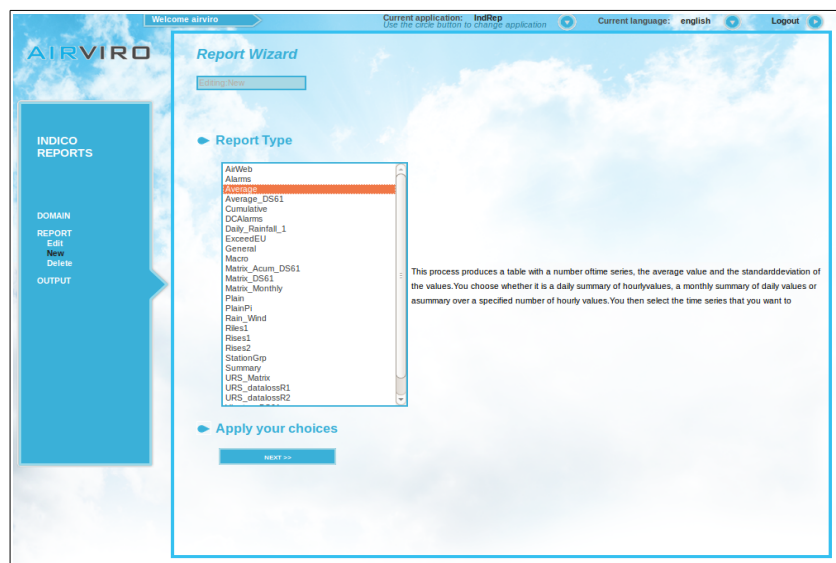 Welcome airviro
Current application: IndRep
Use the circle button to change application
Current language: english
Logout
AIRVIRO
Report Wizard
Editing:New
INDICO
REPORTS
DOMAIN
REPORT
Edit
New
Delete
OUTPUT
Report Type
AirWeb
Alarms
Average
Average_DS61
Cumulative
DCAlarms
Daily_Rainfall_1
ExceedEU
General
Macro
Matrix_Acum_DS61
Matrix_DS61
Matrix_Monthly
Plain
PlainPi
Rain_Wind
Riles1
Rises1
Rises2
StationGrp
Summary
URS_Matrix
URS_datalossR1
URS_datalossR2
This process produces a table with a number oftime series, the average value and the standarddeviation of
the values.You choose whether it is a daily summary of hourlyvalues, a monthly summary of daily values or
asummary over a specified number of hourly values.You then select the time series that you want to
Apply your choices
NEXT >>